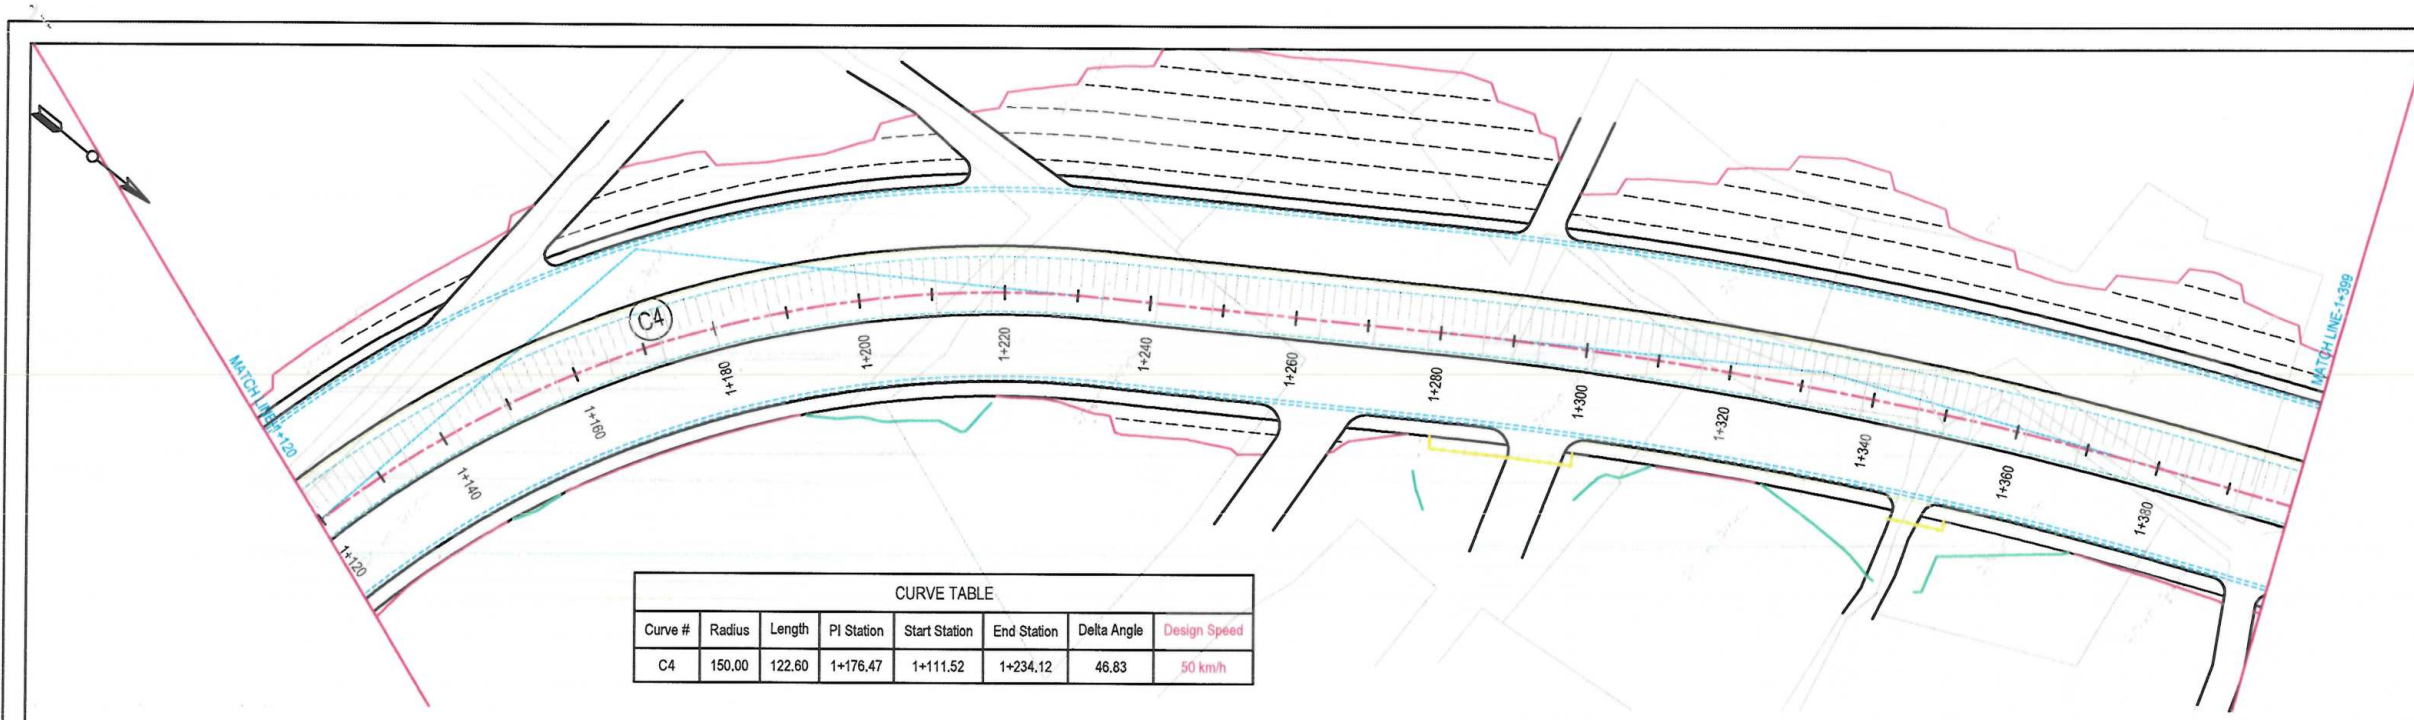 C4
MATCH LINE-1+120
MATCH LINE-1+399
1+120
1+140
1+160
1+180
1+200
1+220
1+240
1+260
1+280
1+300
1+320
1+340
1+360
1+380
CURVE TABLE
Curve # Radius Length PI Station Start Station End Station Delta Angle Design Speed
C4 150.00 122.60 1+176.47 1+111.52 1+234.12 46.83 50 km/h